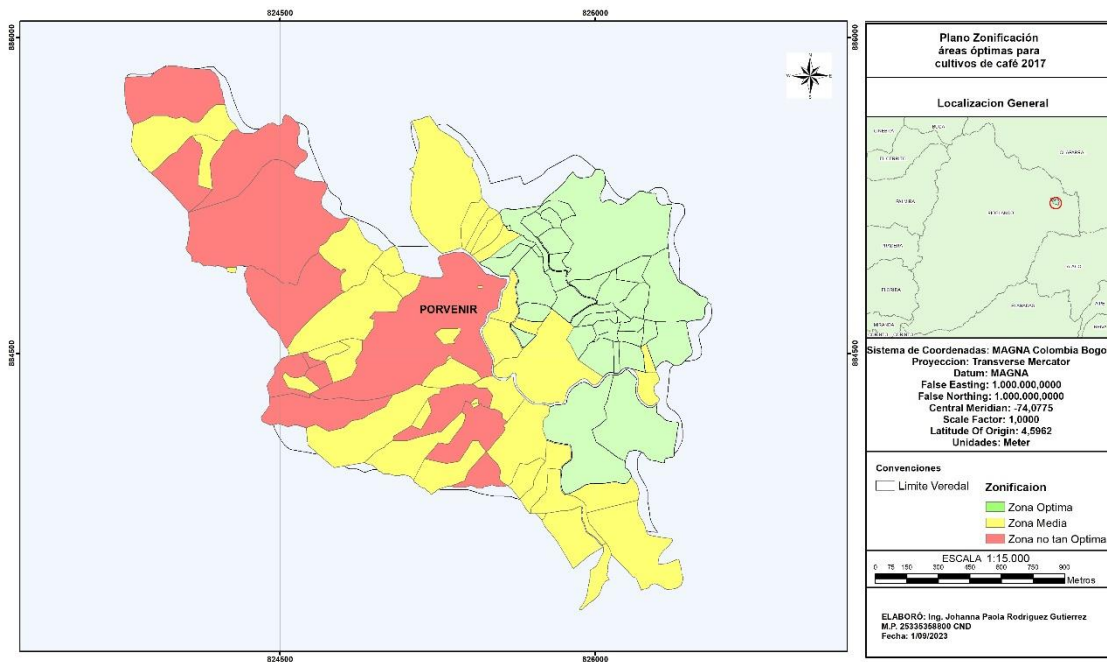 824500
826000
886000
886000
884500
884500
824500
826000
N
W
E
S
PORVENIR
Plano Zonificación
áreas óptimas para
cultivos de café 2017
Localizacion General
Sistema de Coordenadas: MAGNA Colombia Bogo
Proyeccion: Transverse Mercator
Datum: MAGNA
False Easting: 1.000.000,0000
False Northing: 1.000.000,0000
Central Meridian: -74,0775
Scale Factor: 1,0000
Latitude Of Origin: 4,5962
Unidades: Meter
Convenciones
Limite Veredal
Zonificaion
Zona Optima
Zona Media
Zona no tan Optima
ESCALA 1:15.000
0 75 150 300 450 600 750 900
Metros
ELABORÓ: Ing. Johanna Paola Rodriguez Gutierrez
M.P. 25335358800 CND
Fecha: 1/09/2023